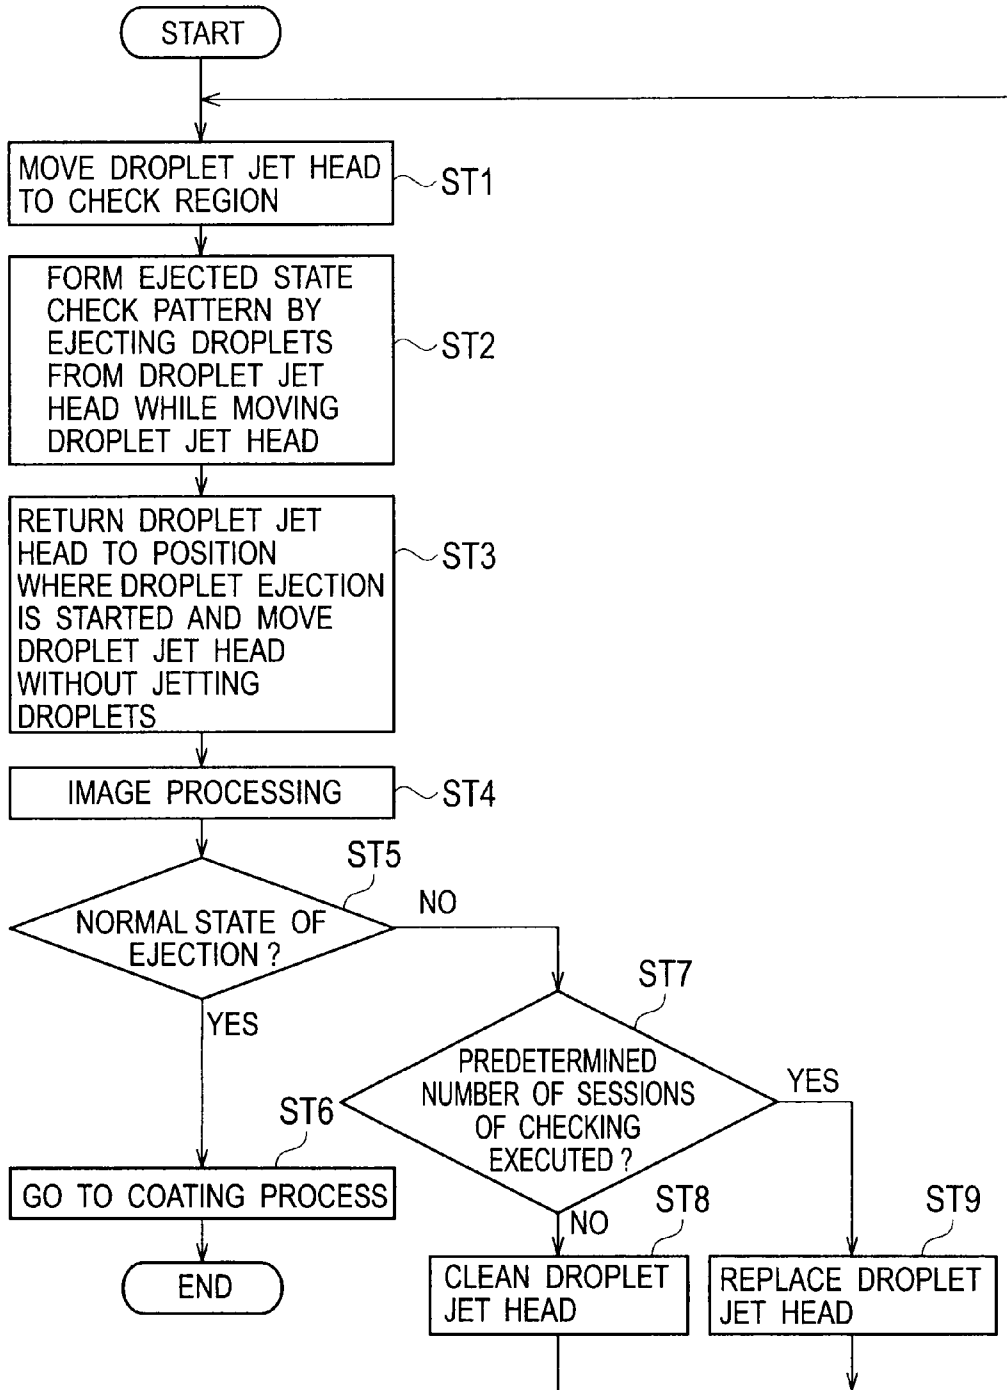 START
MOVE DROPLET JET HEAD
TO CHECK REGION
ST1
FORM EJECTED STATE
CHECK PATTERN BY
EJECTING DROPLETS
FROM DROPLET JET
HEAD WHILE MOVING
DROPLET JET HEAD
ST2
RETURN DROPLET JET
HEAD TO POSITION
WHERE DROPLET EJECTION
IS STARTED AND MOVE
DROPLET JET HEAD
WITHOUT JETTING
DROPLETS
ST3
IMAGE PROCESSING
ST4
ST5
NORMAL STATE OF
EJECTION ?
NO
YES
ST7
PREDETERMINED
NUMBER OF SESSIONS
OF CHECKING
EXECUTED ?
YES
NO
ST6
GO TO COATING PROCESS
END
ST8
CLEAN DROPLET
JET HEAD
ST9
REPLACE DROPLET
JET HEAD